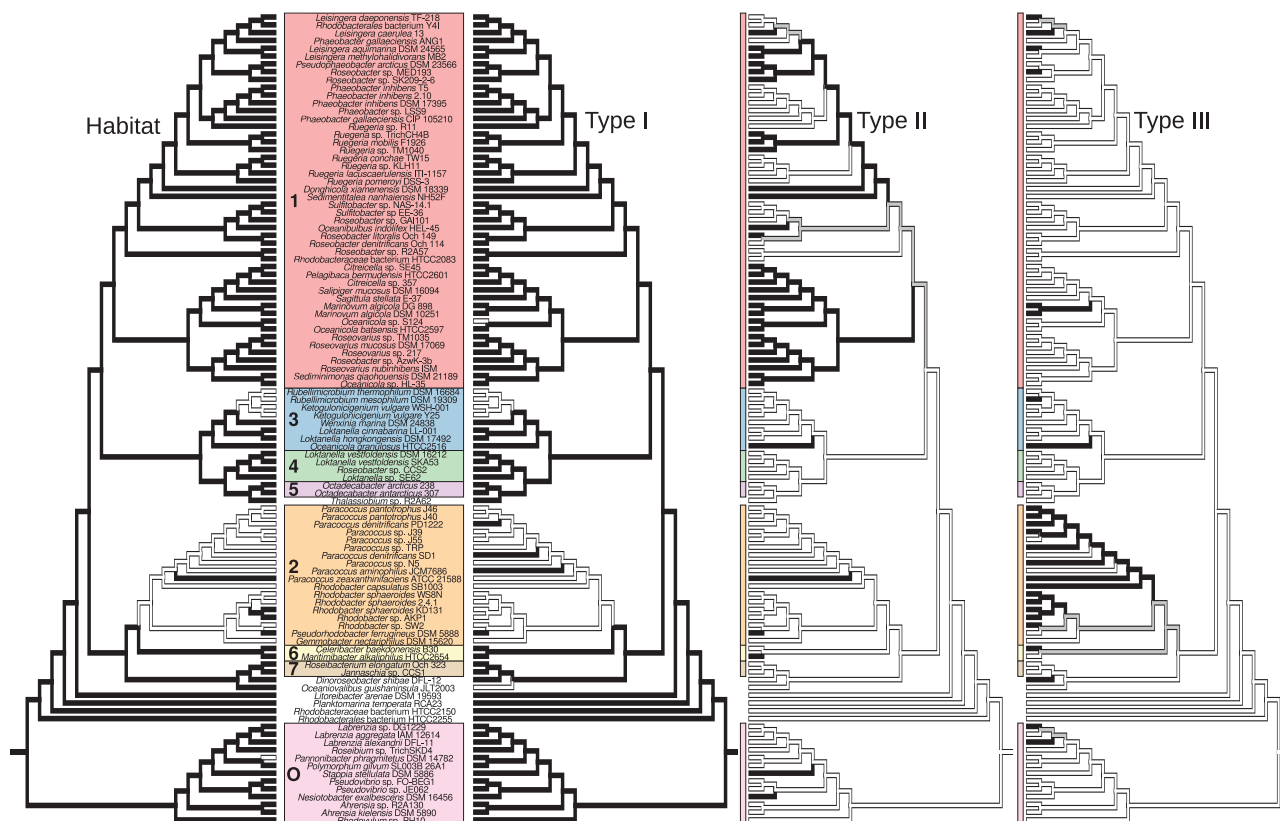 Habitat
Type I
Type II
Type III
Leisingera daeponensis TF-218
Rhodobacterales bacterium Y4I
Leisingera caerulea 13
Phaeobacter gallaeciensis ANG1
Leisingera aquimarina DSM 24565
Leisingera methylohalidivorans MB2
Pseudophaeobacter arcticus DSM 23566
Roseobacter sp. MED193
Roseobacter sp. SK209-2-6
Phaeobacter inhibens T5
Phaeobacter inhibens 2.10
Phaeobacter inhibens DSM 17395
Phaeobacter sp. LSS9
Phaeobacter gallaeciensis CIP 105210
Ruegeria sp. R11
Ruegeria sp. TrichCH4B
Ruegeria mobilis F1926
Ruegeria sp. TM1040
Ruegeria conchae TW15
Ruegeria sp. KLH11
Ruegeria lacuscaerulensis ITI-1157
Ruegeria pomeroyi DSS-3
Donghicola xiamenensis DSM 18339
Sedimentitalea nanhaiensis NH52F
1
Sulfitobacter sp. NAS-14.1
Sulfitobacter sp EE-36
Roseobacter sp. GAI101
Oceanibulbus indolifex HEL-45
Roseobacter litoralis Och 149
Roseobacter denitrificans Och 114
Roseobacter sp. R2A57
Rhodobacteraceae bacterium HTCC2083
Citreicella sp. SE45
Pelagibaca bermudensis HTCC2601
Citreicella sp. 357
Salipiger mucosus DSM 16094
Sagittula stellata E-37
Marinovum algicola DG 898
Marinovum algicola DSM 10251
Oceanicola sp. S124
Oceanicola batsensis HTCC2597
Roseovarius sp. TM1035
Roseovarius mucosus DSM 17069
Roseovarius sp. 217
Roseobacter sp. AzwK-3b
Roseovarius nubinhibens ISM
Sediminimonas qiaohouensis DSM 21189
Oceanicola sp. HL-35
Rubellimicrobium thermophilum DSM 16684
Rubellimicrobium mesophilum DSM 19309
Ketogulonicigenium vulgare WSH-001
Ketogulonicigenium vulgare Y25
3
Wenxinia marina DSM 24838
Loktanella cinnabarina LL-001
Loktanella hongkongensis DSM 17492
Oceanicola granulosus HTCC2516
Loktanella vestfoldensis DSM 16212
Loktanella vestfoldensis SKA53
4
Roseobacter sp. CCS2
Loktanella sp. SE62
Octadecabacter arcticus 238
5
Octadecabacter antarcticus 307
Thalassiobium sp. R2A62
Paracoccus pantotrophus J46
Paracoccus pantotrophus J40
Paracoccus denitrificans PD1222
Paracoccus sp. J39
Paracoccus sp. J55
Paracoccus sp. TRP
Paracoccus denitrificans SD1
Paracoccus sp. N5
2
Paracoccus aminophilus JCM7686
Paracoccus zeaxanthinifaciens ATCC 21588
Rhodobacter capsulatus SB1003
Rhodobacter sphaeroides WS8N
Rhodobacter sphaeroides 2.4.1
Rhodobacter sphaeroides KD131
Rhodobacter sp. AKP1
Rhodobacter sp. SW2
Pseudorhodobacter ferrugineus DSM 5888
Gemmobacter nectariphilus DSM 15620
Celeribacter baekdonensis B30
6
Maritimibacter alkaliphilus HTCC2654
Roseibacterium elongatum Och 323
7
Jannaschia sp. CCS1
Dinoroseobacter shibae DFL-12
Oceaniovalibus guishaninsula JLT2003
Litoreibacter arenae DSM 19593
Planktomarina temperata RCA23
Rhodobacteraceae bacterium HTCC2150
Rhodobacterales bacterium HTCC2255
Labrenzia sp. DG1229
Labrenzia aggregata IAM 12614
Labrenzia alexandrii DFL-11
Roseibium sp. TrichSKD4
Pannonibacter phragmitetus DSM 14782
Polymorphum gilvum SL003B 26A1
O
Stappia stellulata DSM 5886
Pseudovibrio sp. FO-BEG1
Pseudovibrio sp. JE062
Nesiotobacter exalbescens DSM 16456
Ahrensia sp. R2A130
Ahrensia kielensis DSM 5890